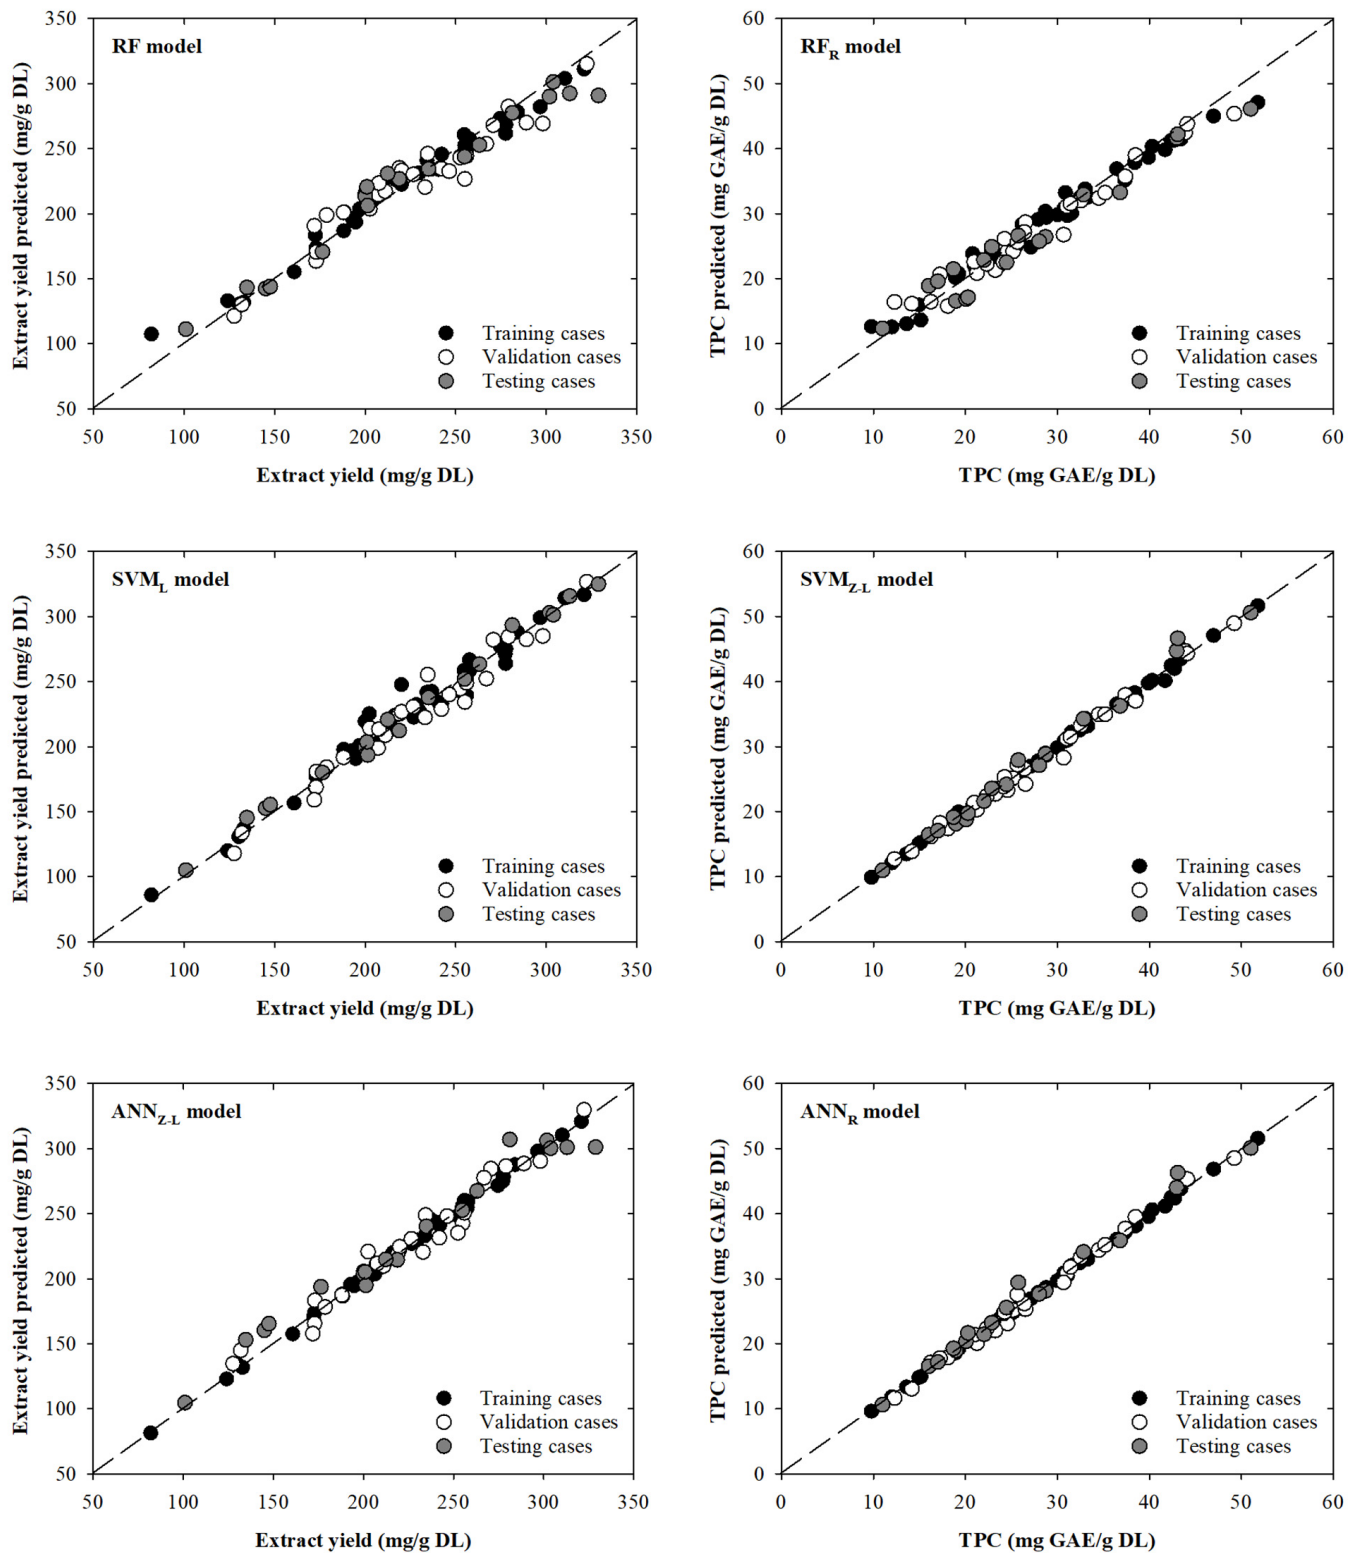 RF model
Extract yield predicted (mg/g DL)
350
300
250
200
150
100
50
Training cases
Validation cases
Testing cases
50 100 150 200 250 300 350
Extract yield (mg/g DL)
RF_R model
TPC predicted (mg GAE/g DL)
60
50
40
30
20
10
0
Training cases
Validation cases
Testing cases
0 10 20 30 40 50 60
TPC (mg GAE/g DL)
SVM_L model
Extract yield predicted (mg/g DL)
350
300
250
200
150
100
50
Training cases
Validation cases
Testing cases
50 100 150 200 250 300 350
Extract yield (mg/g DL)
SVM_Z-L model
TPC predicted (mg GAE/g DL)
60
50
40
30
20
10
0
Training cases
Validation cases
Testing cases
0 10 20 30 40 50 60
TPC (mg GAE/g DL)
ANN_Z-L model
Extract yield predicted (mg/g DL)
350
300
250
200
150
100
50
Training cases
Validation cases
Testing cases
50 100 150 200 250 300 350
Extract yield (mg/g DL)
ANN_R model
TPC predicted (mg GAE/g DL)
60
50
40
30
20
10
0
Training cases
Validation cases
Testing cases
0 10 20 30 40 50 60
TPC (mg GAE/g DL)